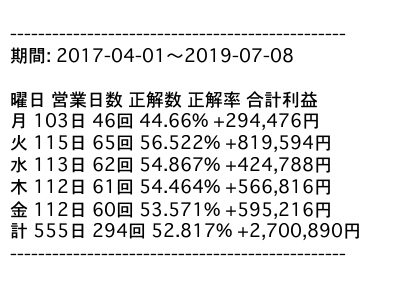 ------------------------------------------------
期間: 2017-04-01～2019-07-08
曜日 営業日数 正解数 正解率 合計利益
月 103日 46回 44.66% +294,476円
火 115日 65回 56.522% +819,594円
水 113日 62回 54.867% +424,788円
木 112日 61回 54.464% +566,816円
金 112日 60回 53.571% +595,216円
計 555日 294回 52.817% +2,700,890円
------------------------------------------------